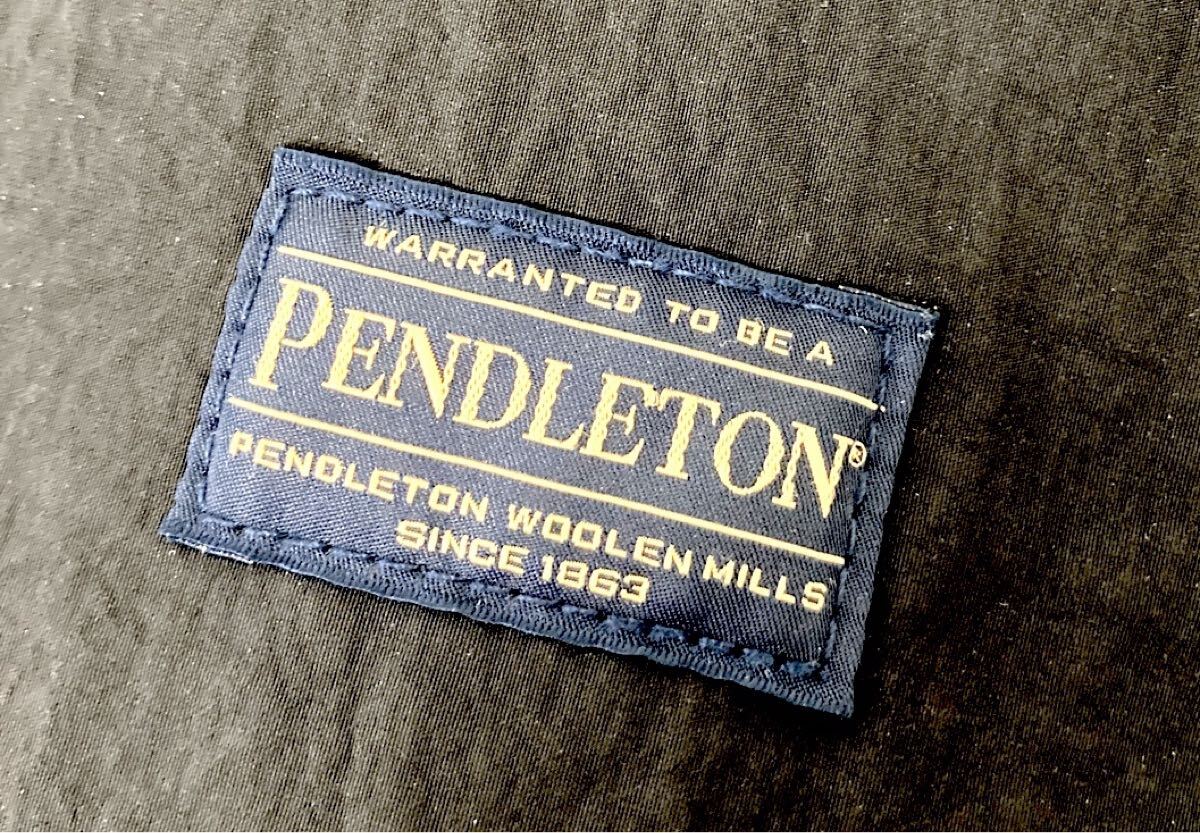 WARRANTED TO BE A
PENDLETON®
PENDLETON WOOLEN MILLS
SINCE 1863